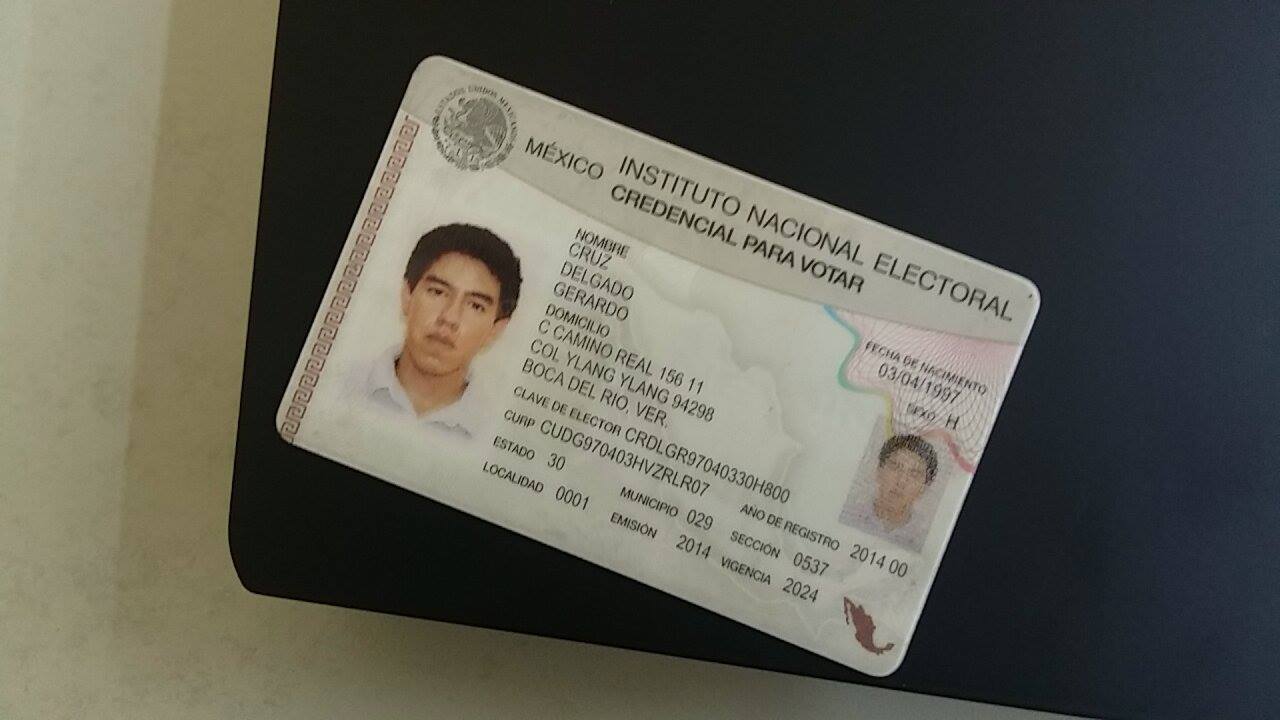 ESTADOS UNIDOS MEXICANOS
MÉXICO INSTITUTO NACIONAL ELECTORAL
CREDENCIAL PARA VOTAR
NOMBRE
CRUZ
DELGADO
GERARDO
DOMICILIO
C CAMINO REAL 156 11
COL YLANG YLANG 94298
BOCA DEL RIO, VER.
FECHA DE NACIMIENTO
03/04/1997
SEXO H
CLAVE DE ELECTOR CRDLGR97040330H800
CURP CUDG970403HVZRLR07
AÑO DE REGISTRO 2014 00
ESTADO 30
MUNICIPIO 029
SECCIÓN 0537
LOCALIDAD 0001
EMISIÓN 2014
VIGENCIA 2024